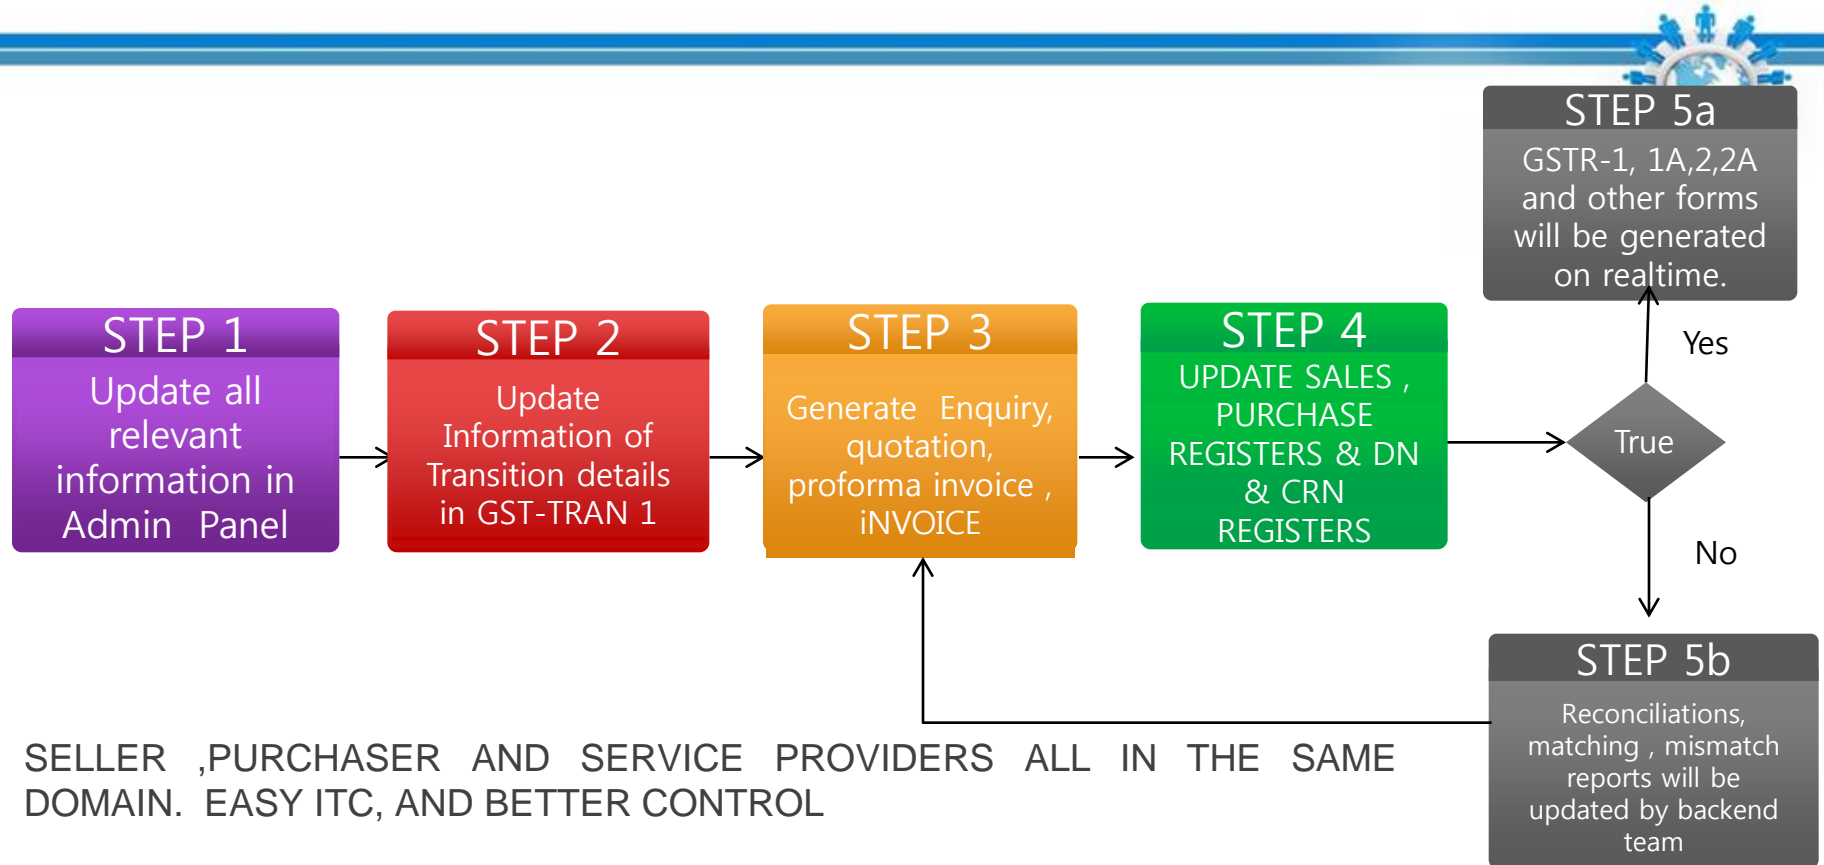 STEP 1
Update all
relevant
information in
Admin Panel
STEP 2
Update
Information of
Transition details
in GST-TRAN 1
STEP 3
Generate Enquiry,
quotation,
proforma invoice ,
iNVOICE
STEP 4
UPDATE SALES ,
PURCHASE
REGISTERS & DN
& CRN
REGISTERS
True
Yes
No
STEP 5a
GSTR-1, 1A,2,2A
and other forms
will be generated
on realtime.
STEP 5b
Reconciliations,
matching , mismatch
reports will be
updated by backend
team
SELLER ,PURCHASER AND SERVICE PROVIDERS ALL IN THE SAME
DOMAIN. EASY ITC, AND BETTER CONTROL